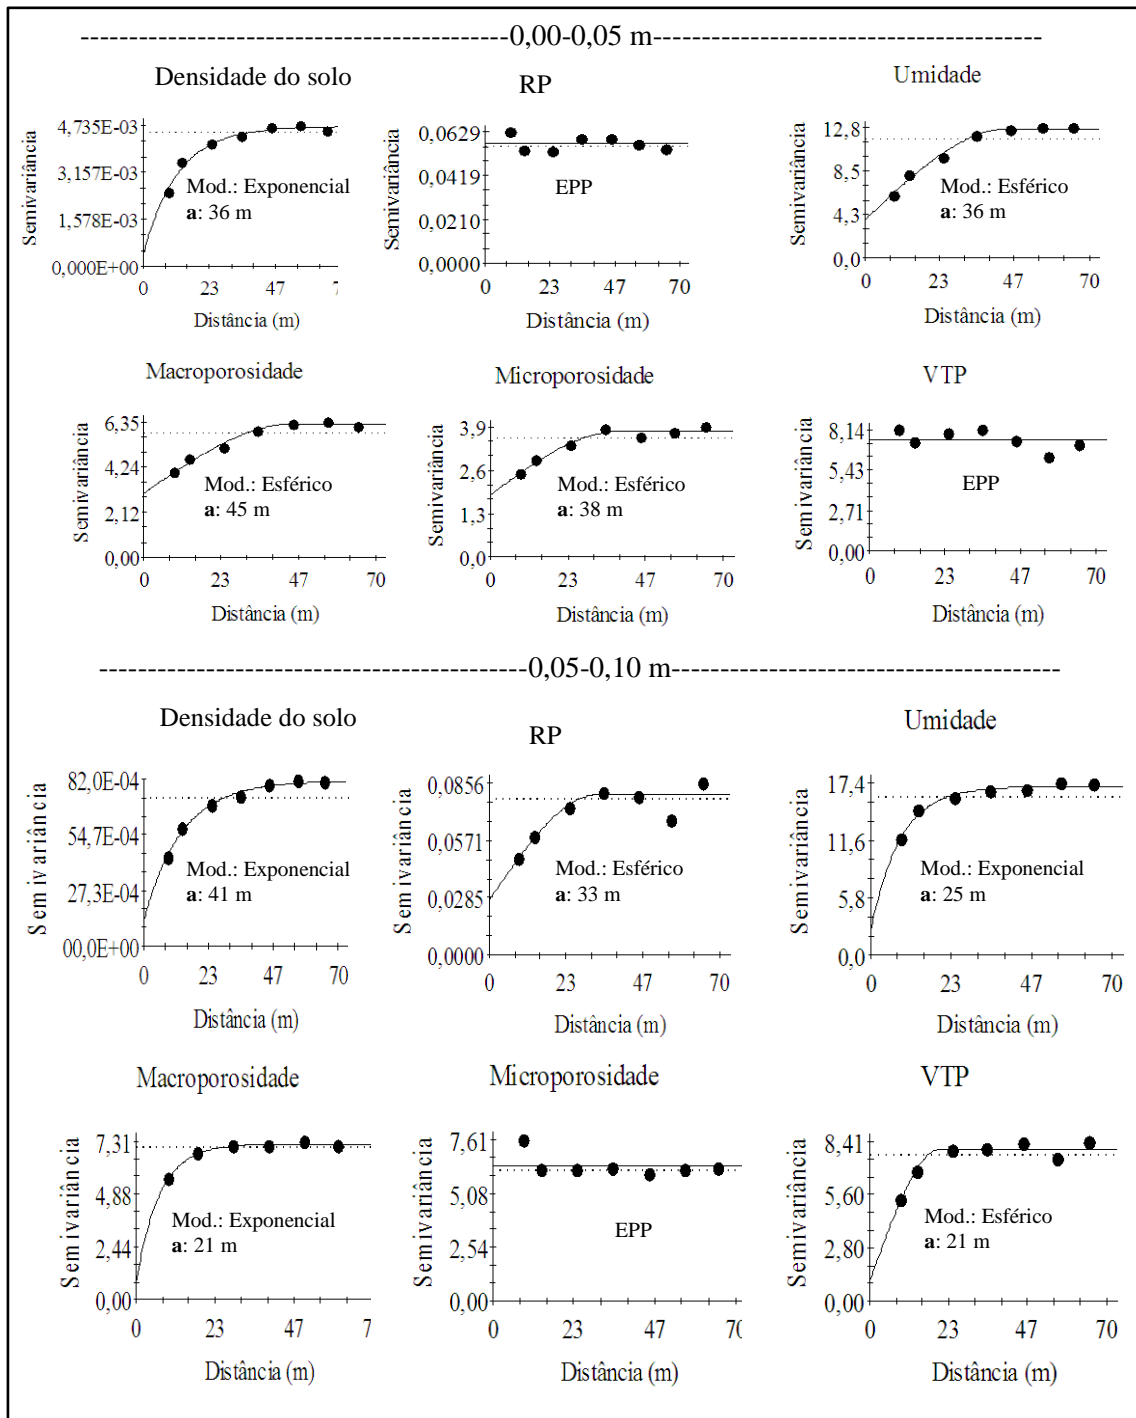 0,00-0,05 m
Densidade do solo
Semivariância
4,735E-03
3,157E-03
1,578E-03
0,000E+00
Mod.: Exponencial
a: 36 m
0 23 47 7
Distância (m)
RP
Semivariância
0,0629
0,0419
0,0210
0,0000
EPP
0 23 47 70
Distância (m)
Umidade
Semivariância
12,8
8,5
4,3
0,0
Mod.: Esférico
a: 36 m
0 23 47 70
Distância (m)
Macroporosidade
Semivariância
6,35
4,24
2,12
0,00
Mod.: Esférico
a: 45 m
0 23 47 70
Distância (m)
Microporosidade
Semivariância
3,9
2,6
1,3
0,0
Mod.: Esférico
a: 38 m
0 23 47 70
Distância (m)
VTP
Semivariância
8,14
5,43
2,71
0,00
EPP
0 23 47 70
Distância (m)
0,05-0,10 m
Densidade do solo
Semivariância
82,0E-04
54,7E-04
27,3E-04
00,0E+00
Mod.: Exponencial
a: 41 m
0 23 47 70
Distância (m)
RP
Semivariância
0,0856
0,0571
0,0285
0,0000
Mod.: Esférico
a: 33 m
0 23 47 70
Distância (m)
Umidade
Semivariância
17,4
11,6
5,8
0,0
Mod.: Exponencial
a: 25 m
0 23 47 70
Distância (m)
Macroporosidade
Semivariância
7,31
4,88
2,44
0,00
Mod.: Exponencial
a: 21 m
0 23 47 7
Distância (m)
Microporosidade
Semivariância
7,61
5,08
2,54
0,00
EPP
0 23 47 70
Distância (m)
VTP
Semivariância
8,41
5,60
2,80
0,00
Mod.: Esférico
a: 21 m
0 23 47 70
Distância (m)